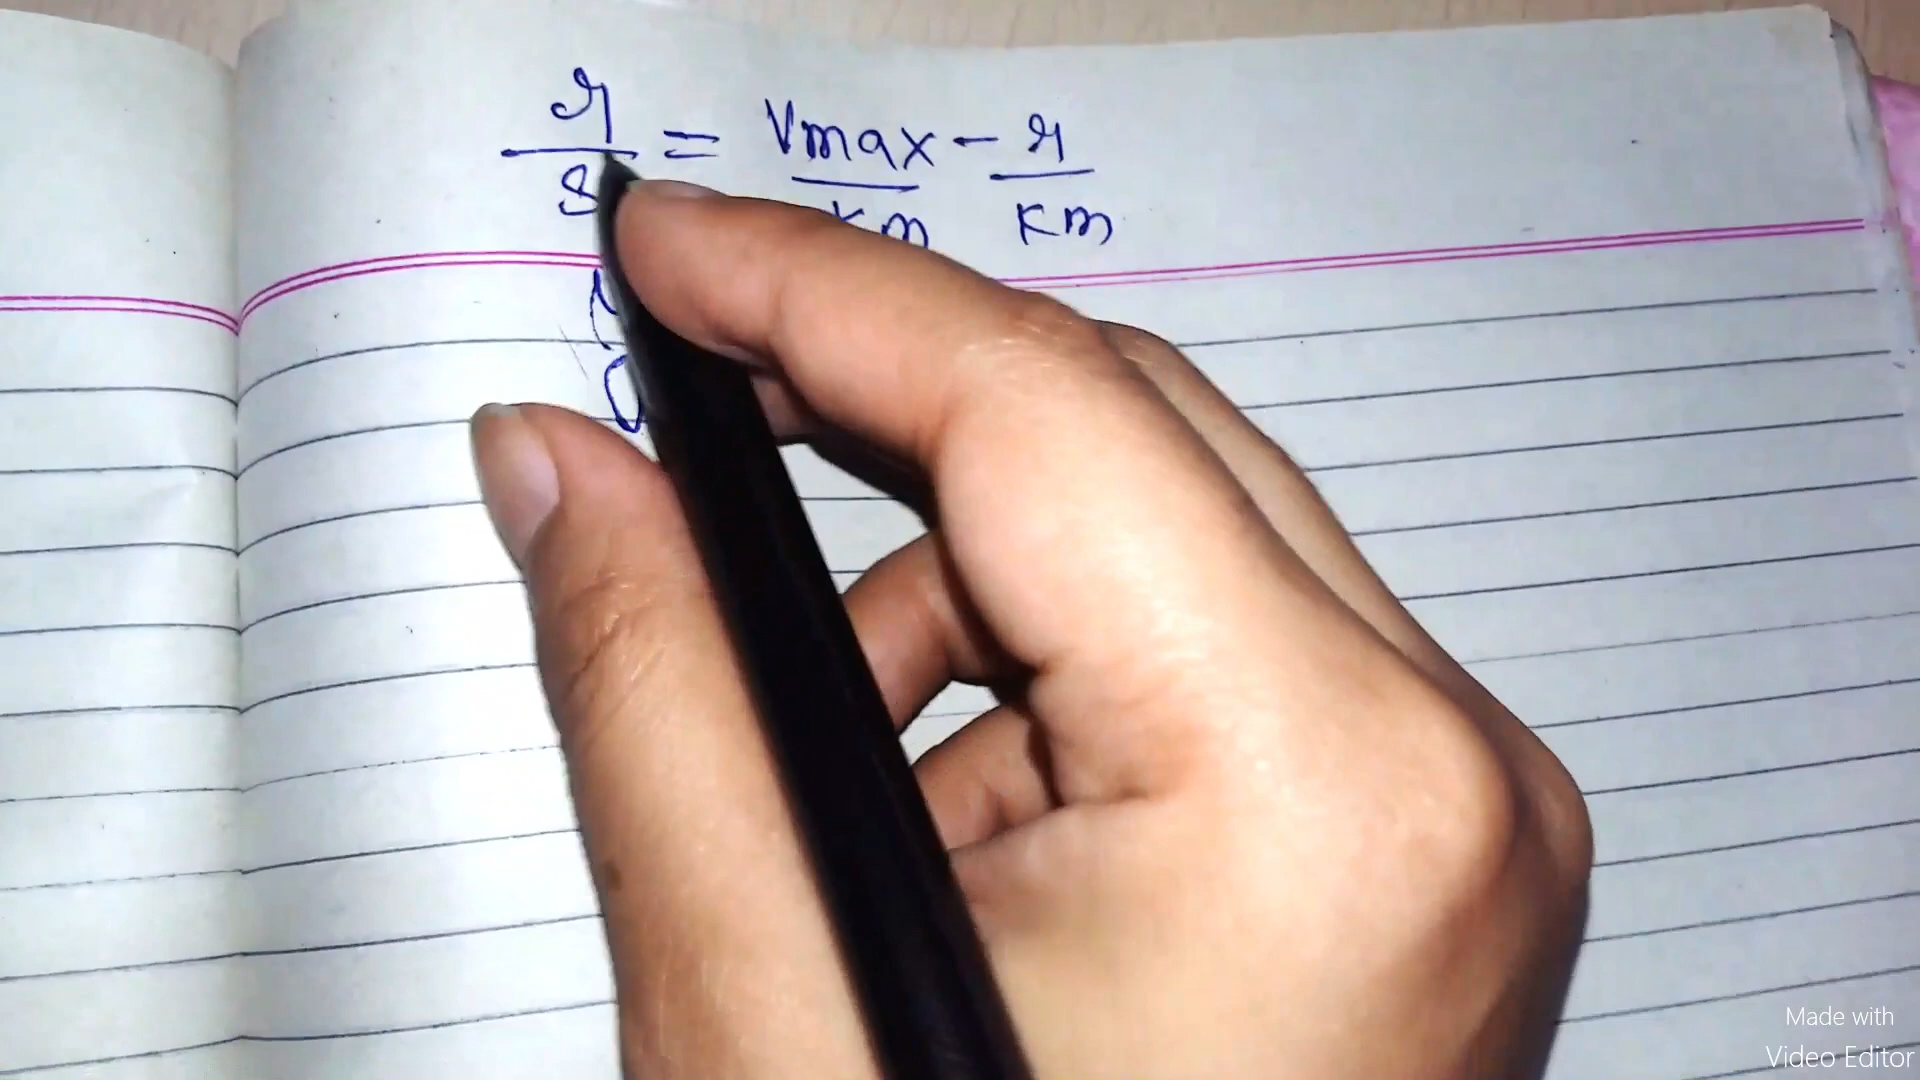 r/s = Vmax/Km - r/Km
Made with
Video Editor